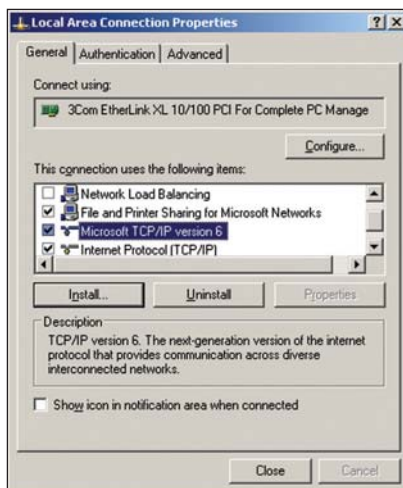 Local Area Connection Properties
General Authentication Advanced
Connect using:
3Com EtherLink XL 10/100 PCI For Complete PC Manage
Configure...
This connection uses the following items:
Network Load Balancing
File and Printer Sharing for Microsoft Networks
Microsoft TCP/IP version 6
Internet Protocol (TCP/IP)
Install... Uninstall Properties
Description
TCP/IP version 6. The next-generation version of the internet
protocol that provides communication across diverse
interconnected networks.
Show icon in notification area when connected
Close Cancel